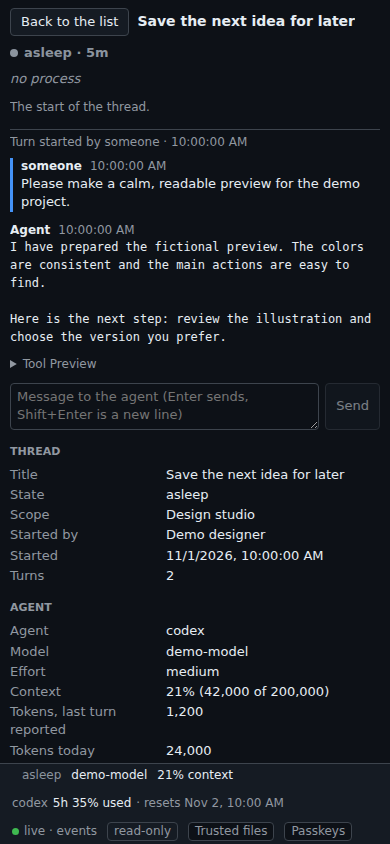 Back to the list Save the next idea for later
asleep · 5m
no process
The start of the thread.
Turn started by someone · 10:00:00 AM
someone 10:00:00 AM
Please make a calm, readable preview for the demo
project.
Agent 10:00:00 AM
I have prepared the fictional preview. The colors
are consistent and the main actions are easy to
find.
Here is the next step: review the illustration and
choose the version you prefer.
Tool Preview
Message to the agent (Enter sends,
Shift+Enter is a new line)
Send
THREAD
Title Save the next idea for later
State asleep
Scope Design studio
Started by Demo designer
Started 11/1/2026, 10:00:00 AM
Turns 2
AGENT
Agent codex
Model demo-model
Effort medium
Context 21% (42,000 of 200,000)
Tokens, last turn 1,200
reported
Tokens today 24,000
asleep demo-model 21% context
codex 5h 35% used · resets Nov 2, 10:00 AM
live · events read-only Trusted files Passkeys